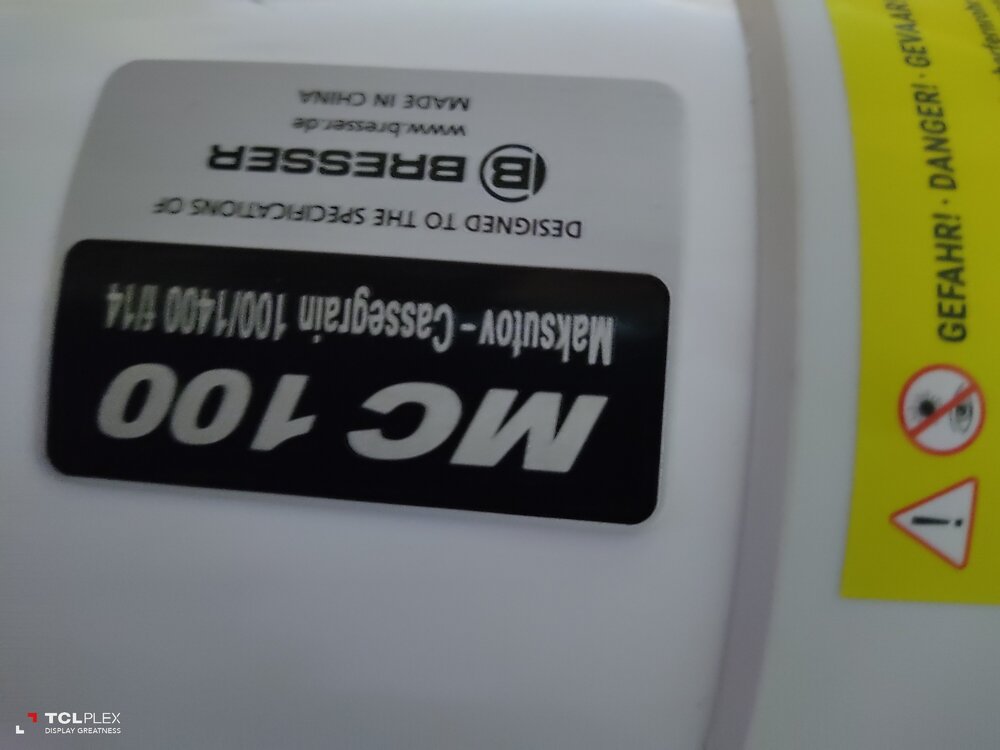 MC 100
Maksutov - Cassegrain 100/1400 f/14
DESIGNED TO THE SPECIFICATIONS OF
B BRESSER
www.bresser.de
MADE IN CHINA
GEFAHR! · DANGER! ·
TCLPLEX
DISPLAY GREATNESS